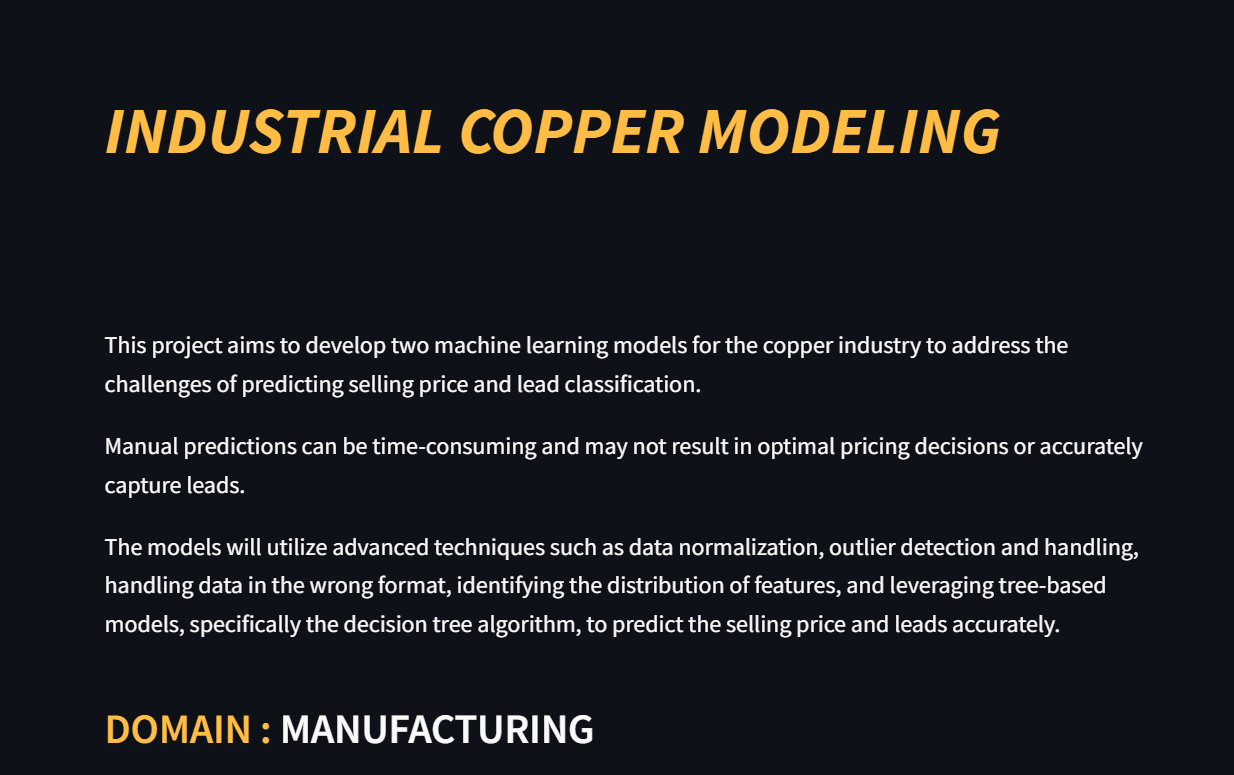 INDUSTRIAL COPPER MODELING
This project aims to develop two machine learning models for the copper industry to address the
challenges of predicting selling price and lead classification.
Manual predictions can be time-consuming and may not result in optimal pricing decisions or accurately
capture leads.
The models will utilize advanced techniques such as data normalization, outlier detection and handling,
handling data in the wrong format, identifying the distribution of features, and leveraging tree-based
models, specifically the decision tree algorithm, to predict the selling price and leads accurately.
DOMAIN : MANUFACTURING